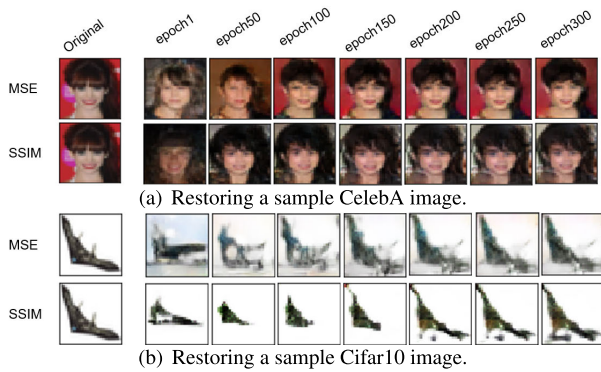 Original epoch1 epoch50 epoch100 epoch150 epoch200 epoch250 epoch300
MSE
SSIM
(a) Restoring a sample CelebA image.
MSE
SSIM
(b) Restoring a sample Cifar10 image.